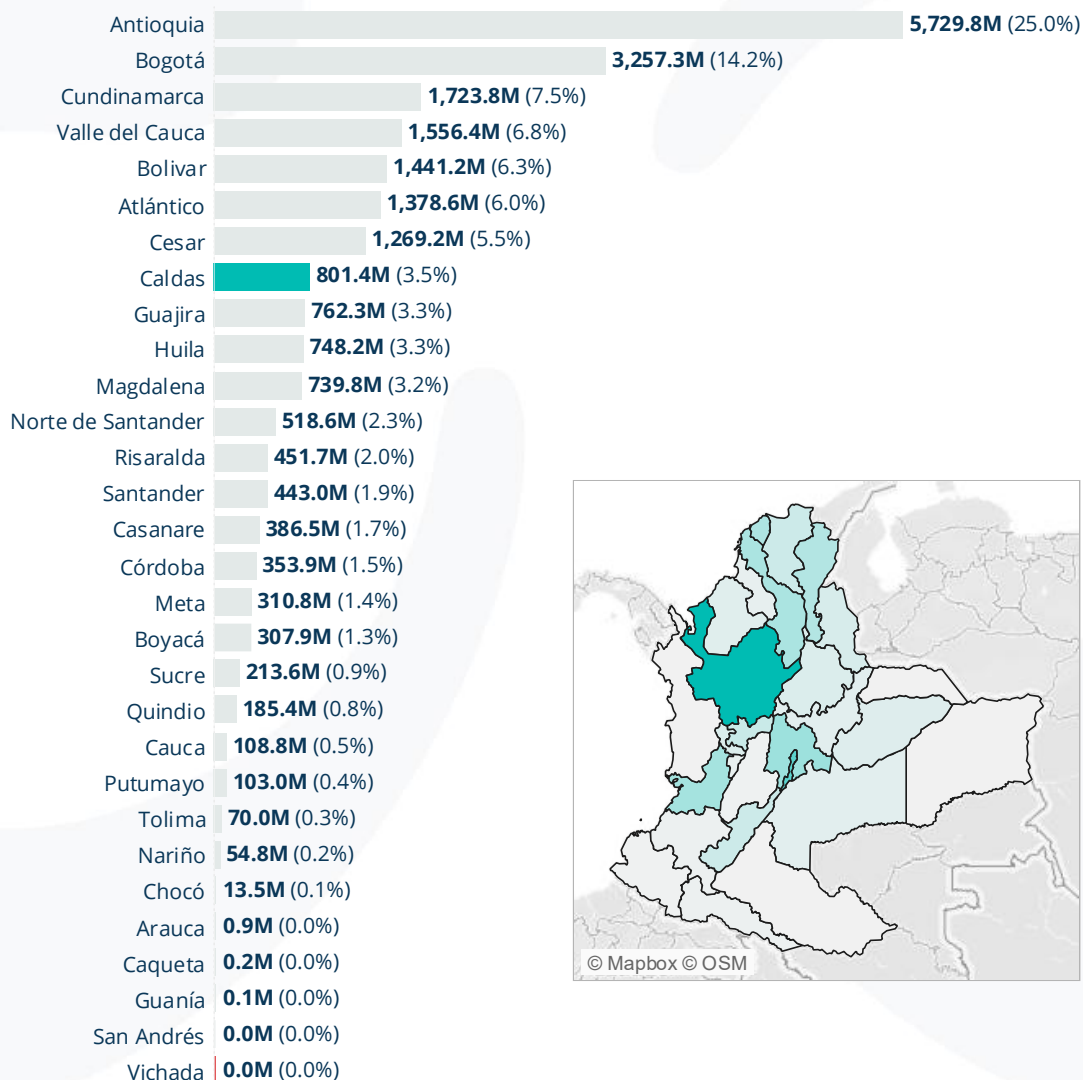 Antioquia 5,729.8M (25.0%)
Bogotá 3,257.3M (14.2%)
Cundinamarca 1,723.8M (7.5%)
Valle del Cauca 1,556.4M (6.8%)
Bolivar 1,441.2M (6.3%)
Atlántico 1,378.6M (6.0%)
Cesar 1,269.2M (5.5%)
Caldas 801.4M (3.5%)
Guajira 762.3M (3.3%)
Huila 748.2M (3.3%)
Magdalena 739.8M (3.2%)
Norte de Santander 518.6M (2.3%)
Risaralda 451.7M (2.0%)
Santander 443.0M (1.9%)
Casanare 386.5M (1.7%)
Córdoba 353.9M (1.5%)
Meta 310.8M (1.4%)
Boyacá 307.9M (1.3%)
Sucre 213.6M (0.9%)
Quindio 185.4M (0.8%)
Cauca 108.8M (0.5%)
Putumayo 103.0M (0.4%)
Tolima 70.0M (0.3%)
Nariño 54.8M (0.2%)
Chocó 13.5M (0.1%)
Arauca 0.9M (0.0%)
Caqueta 0.2M (0.0%)
Guanía 0.1M (0.0%)
San Andrés 0.0M (0.0%)
Vichada 0.0M (0.0%)
© Mapbox © OSM